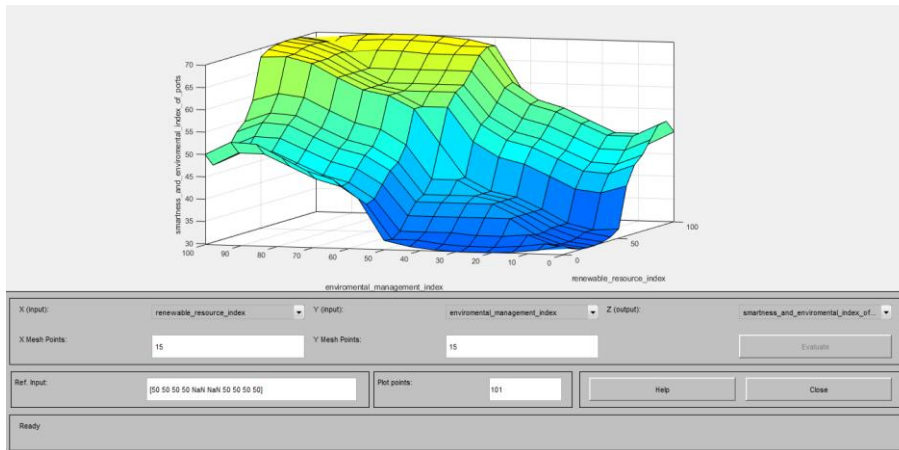 70
65
60
55
50
45
40
35
30
smartness_and_enviromental_index_of_ports
100
90
80
70
60
50
40
30
20
10
0
enviromental_management_index
0
50
100
renewable_resource_index
X (input):
renewable_resource_index
Y (input):
enviromental_management_index
Z (output):
smartness_and_enviromental_index_of...
X Mesh Points:
15
Y Mesh Points:
15
Evaluate
Ref. Input:
[50 50 50 50 NaN NaN 50 50 50 50]
Plot points:
101
Help
Close
Ready